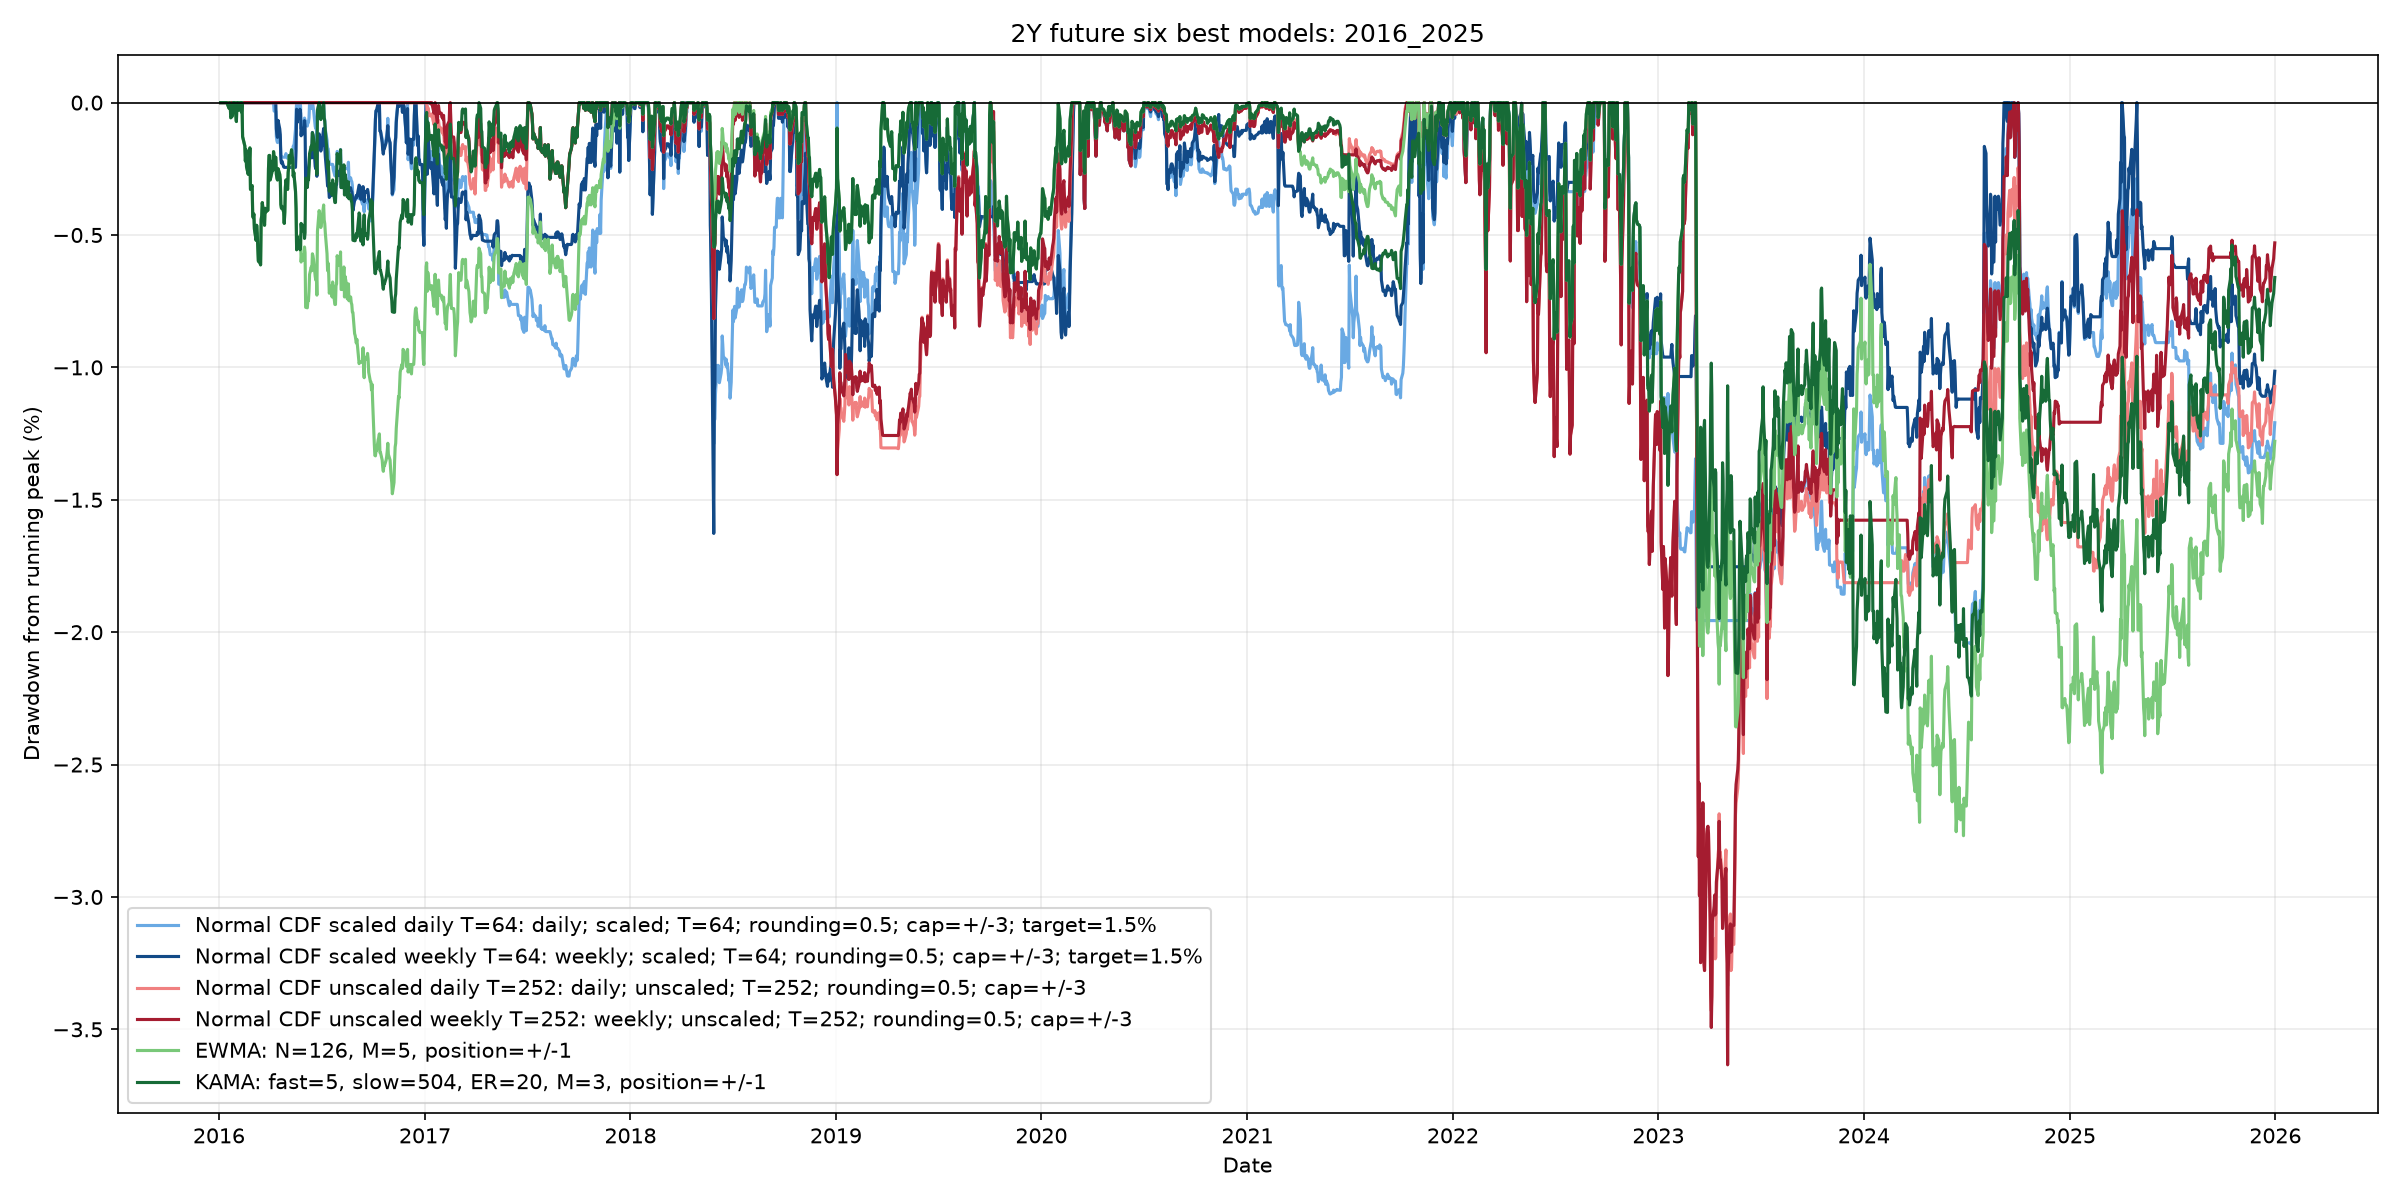 2Y future six best models: 2016_2025
Drawdown from running peak (%)
0.0
−0.5
−1.0
−1.5
−2.0
−2.5
−3.0
−3.5
Normal CDF scaled daily T=64: daily; scaled; T=64; rounding=0.5; cap=+/-3; target=1.5%
Normal CDF scaled weekly T=64: weekly; scaled; T=64; rounding=0.5; cap=+/-3; target=1.5%
Normal CDF unscaled daily T=252: daily; unscaled; T=252; rounding=0.5; cap=+/-3
Normal CDF unscaled weekly T=252: weekly; unscaled; T=252; rounding=0.5; cap=+/-3
EWMA: N=126, M=5, position=+/-1
KAMA: fast=5, slow=504, ER=20, M=3, position=+/-1
2016 2017 2018 2019 2020 2021 2022 2023 2024 2025 2026
Date